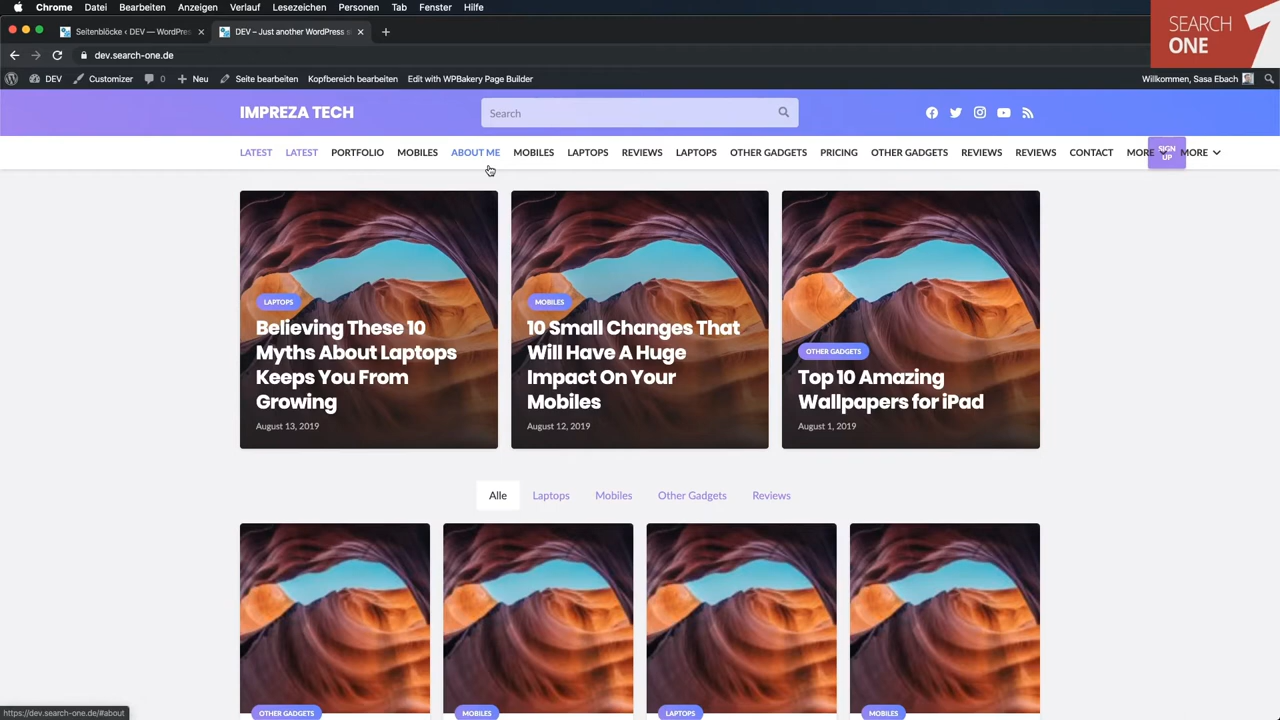 Chrome Datei Bearbeiten Anzeigen Verlauf Lesezeichen Personen Tab Fenster Hilfe
SEARCH ONE 1
Seitenblöcke ‹ DEV — WordPre
DEV – Just another WordPress s
dev.search-one.de
DEV Customizer 0 Neu Seite bearbeiten Kopfbereich bearbeiten Edit with WPBakery Page Builder Willkommen, Sasa Ebach
IMPREZA TECH Search
LATEST LATEST PORTFOLIO MOBILES ABOUT ME MOBILES LAPTOPS REVIEWS LAPTOPS OTHER GADGETS PRICING OTHER GADGETS REVIEWS REVIEWS CONTACT MORE SIGN UP MORE
LAPTOPS
Believing These 10
Myths About Laptops
Keeps You From
Growing
August 13, 2019
MOBILES
10 Small Changes That
Will Have A Huge
Impact On Your
Mobiles
August 12, 2019
OTHER GADGETS
Top 10 Amazing
Wallpapers for iPad
August 1, 2019
Alle Laptops Mobiles Other Gadgets Reviews
OTHER GADGETS MOBILES LAPTOPS MOBILES
https://dev.search-one.de/#about